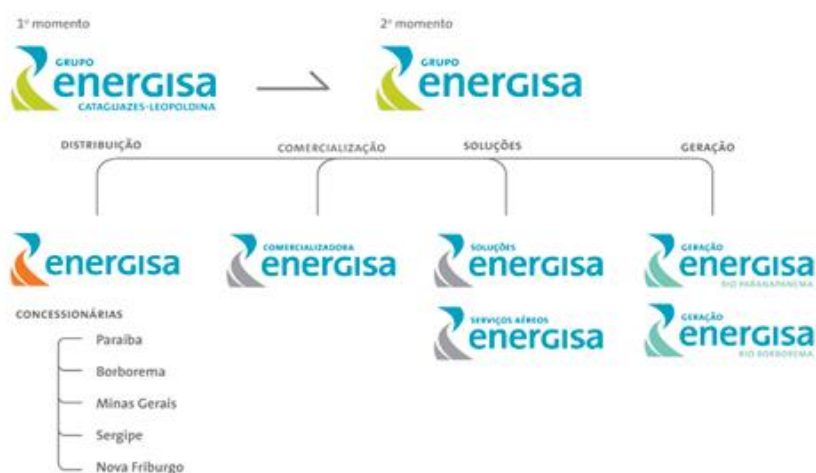 1º momento
2º momento
GRUPO
energisa
CATAGUAZES-LEOPOLDINA
GRUPO
energisa
DISTRIBUIÇÃO
COMERCIALIZAÇÃO
SOLUÇÕES
GERAÇÃO
energisa
COMERCIALIZADORA
energisa
SOLUÇÕES
energisa
GERAÇÃO
energisa
RIO PARANAPANEMA
CONCESSIONÁRIAS
SERVIÇOS AÉREOS
energisa
GERAÇÃO
energisa
RIO BORBOREMA
Paraíba
Borborema
Minas Gerais
Sergipe
Nova Friburgo